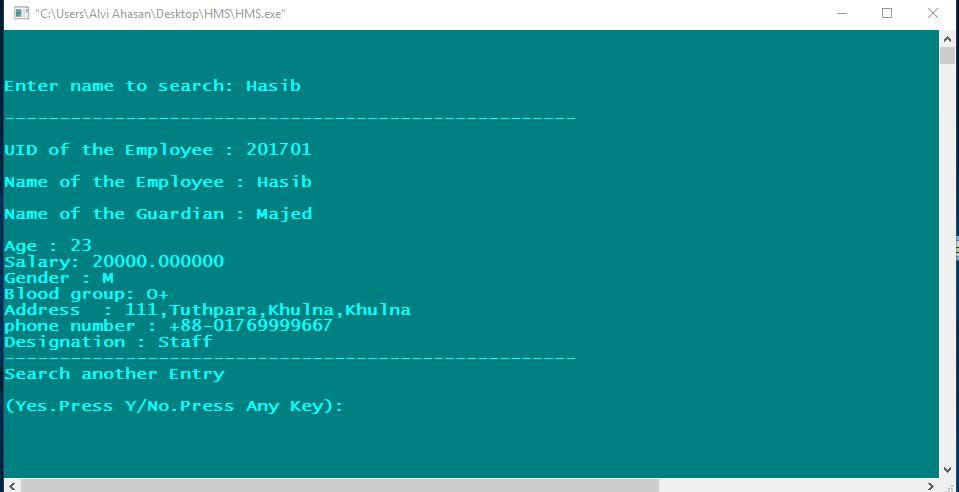 "C:\Users\Alvi Ahasan\Desktop\HMS\HMS.exe"
Enter name to search: Hasib
----------------------------------------------------
UID of the Employee : 201701
Name of the Employee : Hasib
Name of the Guardian : Majed
Age : 23
Salary: 20000.000000
Gender : M
Blood group: O+
Address  : 111,Tuthpara,Khulna,Khulna
phone number : +88-01769999667
Designation : Staff
----------------------------------------------------
Search another Entry
(Yes.Press Y/No.Press Any Key):